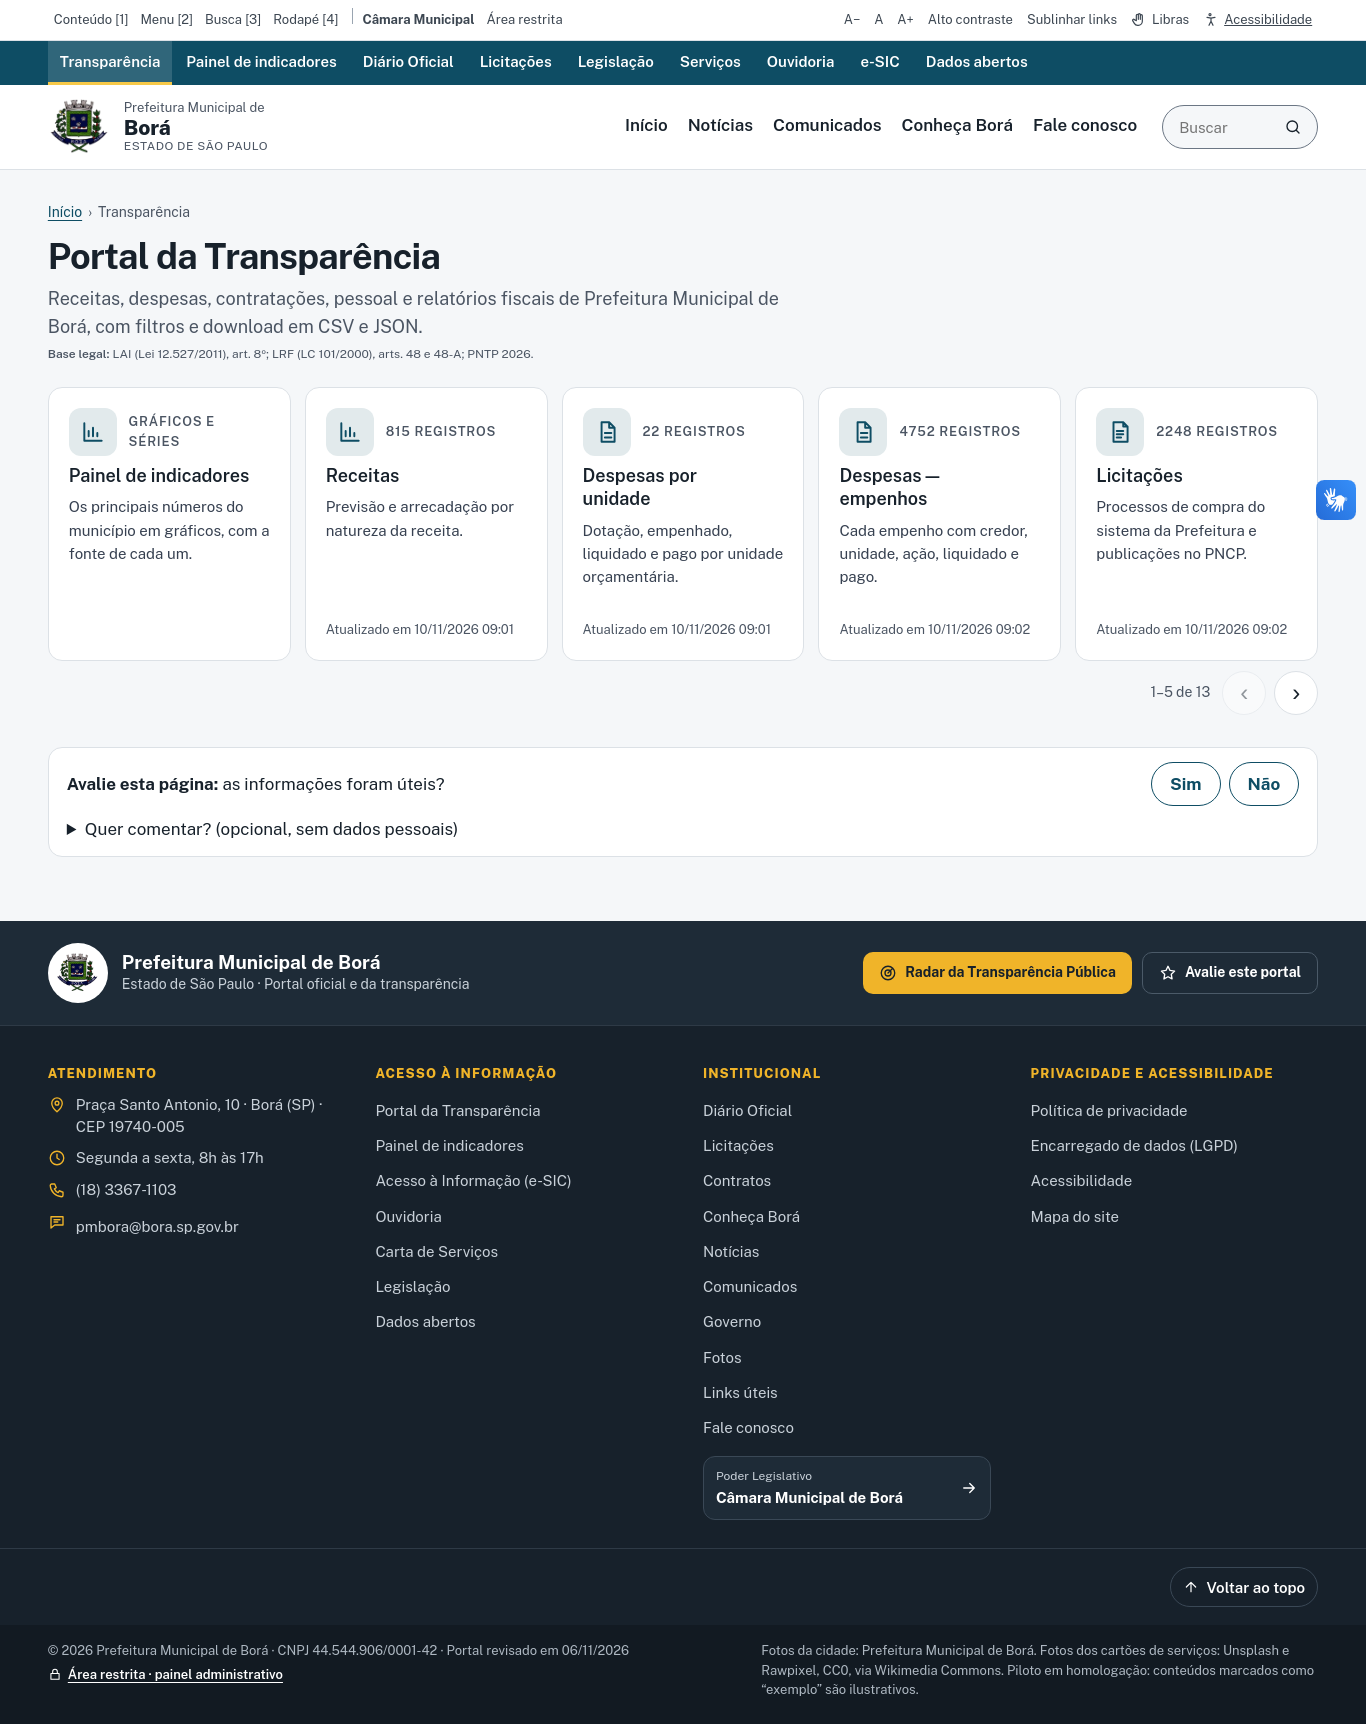 Conteúdo [1] Menu [2] Busca [3] Rodapé [4] Câmara Municipal Área restrita A− A A+ Alto contraste Sublinhar links Libras Acessibilidade
Transparência Painel de indicadores Diário Oficial Licitações Legislação Serviços Ouvidoria e-SIC Dados abertos
Prefeitura Municipal de
Borá
ESTADO DE SÃO PAULO
Início Notícias Comunicados Conheça Borá Fale conosco Buscar
Início › Transparência
Portal da Transparência
Receitas, despesas, contratações, pessoal e relatórios fiscais de Prefeitura Municipal de
Borá, com filtros e download em CSV e JSON.
Base legal: LAI (Lei 12.527/2011), art. 8º; LRF (LC 101/2000), arts. 48 e 48-A; PNTP 2026.
GRÁFICOS E
SÉRIES
Painel de indicadores
Os principais números do
município em gráficos, com a
fonte de cada um.
815 REGISTROS
Receitas
Previsão e arrecadação por
natureza da receita.
Atualizado em 10/11/2026 09:01
22 REGISTROS
Despesas por
unidade
Dotação, empenhado,
liquidado e pago por unidade
orçamentária.
Atualizado em 10/11/2026 09:01
4752 REGISTROS
Despesas —
empenhos
Cada empenho com credor,
unidade, ação, liquidado e
pago.
Atualizado em 10/11/2026 09:02
2248 REGISTROS
Licitações
Processos de compra do
sistema da Prefeitura e
publicações no PNCP.
Atualizado em 10/11/2026 09:02
1–5 de 13 ‹ ›
Avalie esta página: as informações foram úteis? Sim Não
Quer comentar? (opcional, sem dados pessoais)
Prefeitura Municipal de Borá
Estado de São Paulo · Portal oficial e da transparência
Radar da Transparência Pública Avalie este portal
ATENDIMENTO
Praça Santo Antonio, 10 · Borá (SP) ·
CEP 19740-005
Segunda a sexta, 8h às 17h
(18) 3367-1103
pmbora@bora.sp.gov.br
ACESSO À INFORMAÇÃO
Portal da Transparência
Painel de indicadores
Acesso à Informação (e-SIC)
Ouvidoria
Carta de Serviços
Legislação
Dados abertos
INSTITUCIONAL
Diário Oficial
Licitações
Contratos
Conheça Borá
Notícias
Comunicados
Governo
Fotos
Links úteis
Fale conosco
Poder Legislativo
Câmara Municipal de Borá
PRIVACIDADE E ACESSIBILIDADE
Política de privacidade
Encarregado de dados (LGPD)
Acessibilidade
Mapa do site
Voltar ao topo
© 2026 Prefeitura Municipal de Borá · CNPJ 44.544.906/0001-42 · Portal revisado em 06/11/2026
Área restrita · painel administrativo
Fotos da cidade: Prefeitura Municipal de Borá. Fotos dos cartões de serviços: Unsplash e
Rawpixel, CC0, via Wikimedia Commons. Piloto em homologação: conteúdos marcados como
“exemplo” são ilustrativos.